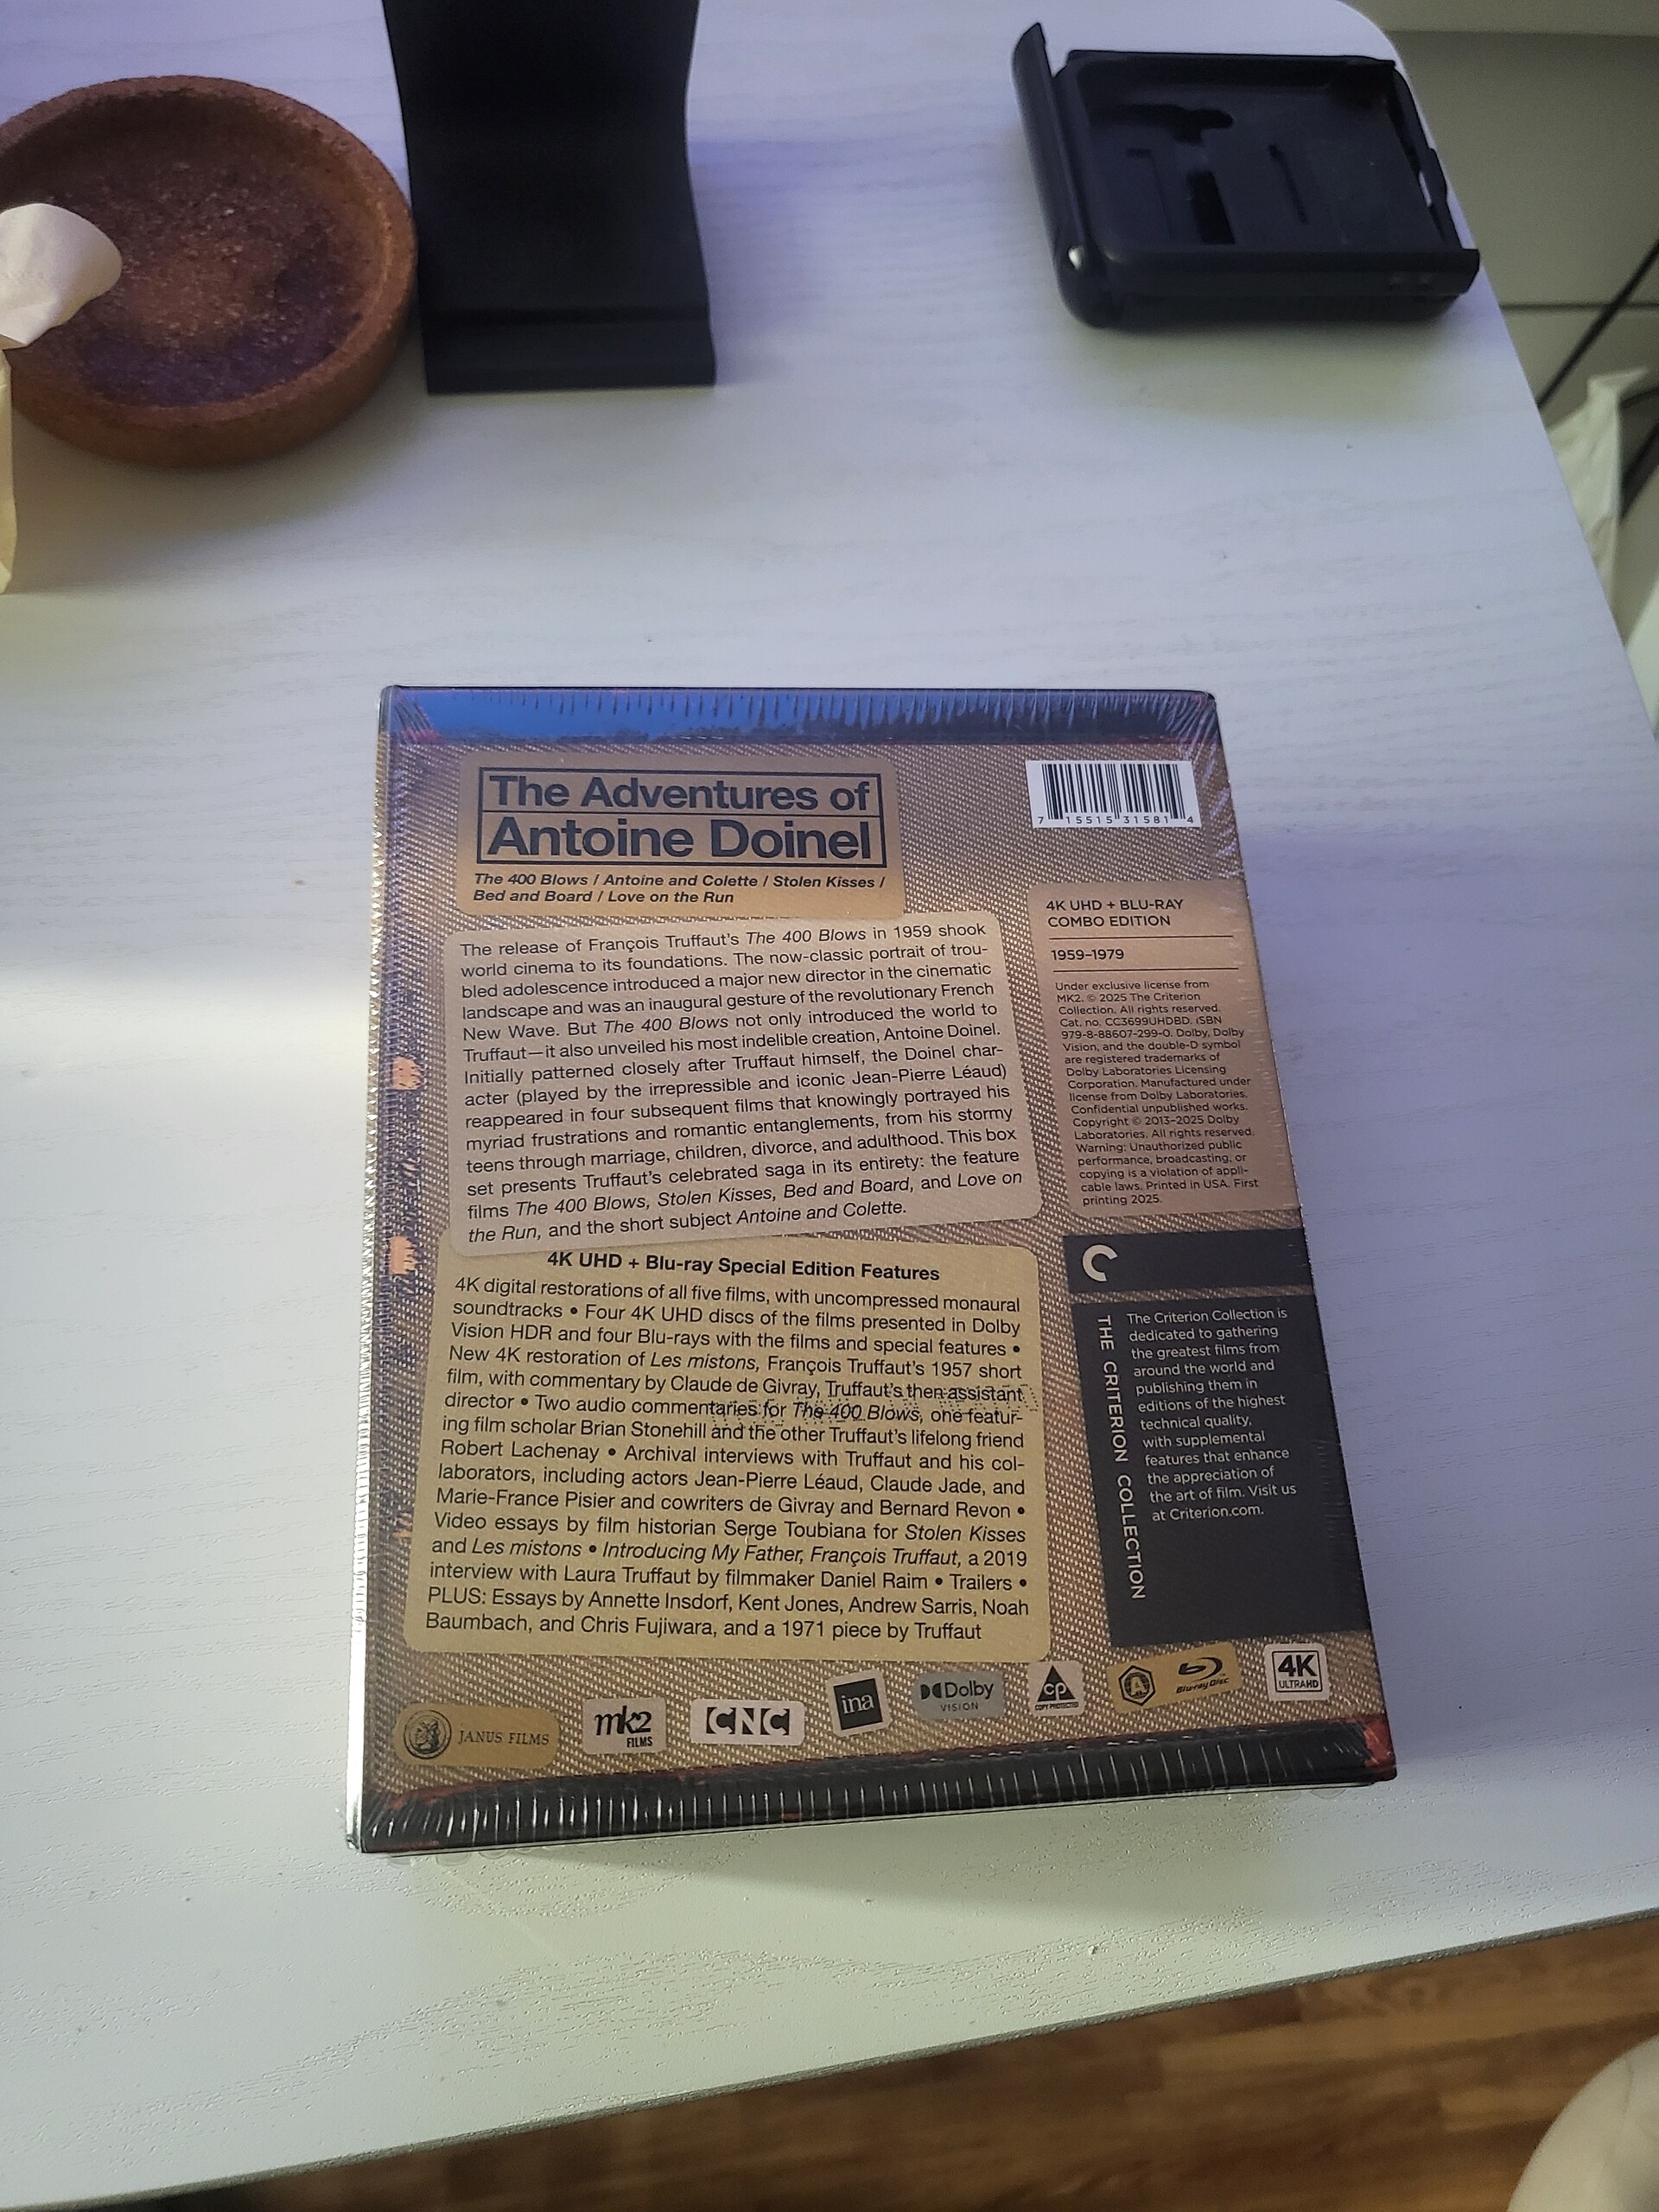 The Adventures of
Antoine Doinel
The 400 Blows / Antoine and Colette / Stolen Kisses /
Bed and Board / Love on the Run
The release of François Truffaut's The 400 Blows in 1959 shook
world cinema to its foundations. The now-classic portrait of trou-
bled adolescence introduced a major new director in the cinematic
landscape and was an inaugural gesture of the revolutionary French
New Wave. But The 400 Blows not only introduced the world to
Truffaut—it also unveiled his most indelible creation, Antoine Doinel.
Initially patterned closely after Truffaut himself, the Doinel char-
acter (played by the irrepressible and iconic Jean-Pierre Léaud)
reappeared in four subsequent films that knowingly portrayed his
myriad frustrations and romantic entanglements, from his stormy
teens through marriage, children, divorce, and adulthood. This box
set presents Truffaut's celebrated saga in its entirety: the feature
films The 400 Blows, Stolen Kisses, Bed and Board, and Love on
the Run, and the short subject Antoine and Colette.
4K UHD + Blu-ray Special Edition Features
4K digital restorations of all five films, with uncompressed monaural
soundtracks • Four 4K UHD discs of the films presented in Dolby
Vision HDR and four Blu-rays with the films and special features •
New 4K restoration of Les mistons, François Truffaut's 1957 short
film, with commentary by Claude de Givray, Truffaut's then assistant
director • Two audio commentaries for The 400 Blows, one featur-
ing film scholar Brian Stonehill and the other Truffaut's lifelong friend
Robert Lachenay • Archival interviews with Truffaut and his col-
laborators, including actors Jean-Pierre Léaud, Claude Jade, and
Marie-France Pisier and cowriters de Givray and Bernard Revon •
Video essays by film historian Serge Toubiana for Stolen Kisses
and Les mistons • Introducing My Father, François Truffaut, a 2019
interview with Laura Truffaut by filmmaker Daniel Raim • Trailers •
PLUS: Essays by Annette Insdorf, Kent Jones, Andrew Sarris, Noah
Baumbach, and Chris Fujiwara, and a 1971 piece by Truffaut
7 15515 31581 4
4K UHD + BLU-RAY
COMBO EDITION
1959–1979
Under exclusive license from
MK2. © 2025 The Criterion
Collection. All rights reserved.
Cat. no. CC3699UHDBD. ISBN
979-8-88607-299-0. Dolby, Dolby
Vision, and the double-D symbol
are registered trademarks of
Dolby Laboratories Licensing
Corporation. Manufactured under
license from Dolby Laboratories.
Confidential unpublished works.
Copyright © 2013–2025 Dolby
Laboratories. All rights reserved.
Warning: Unauthorized public
performance, broadcasting, or
copying is a violation of appli-
cable laws. Printed in USA. First
printing 2025.
THE CRITERION COLLECTION
The Criterion Collection is
dedicated to gathering
the greatest films from
around the world and
publishing them in
editions of the highest
technical quality,
with supplemental
features that enhance
the appreciation of
the art of film. Visit us
at Criterion.com.
JANUS FILMS
mk2
FILMS
CNC
ina
Dolby
VISION
cp
COPY PROTECTED
A
Blu-ray Disc
4K
ULTRA HD